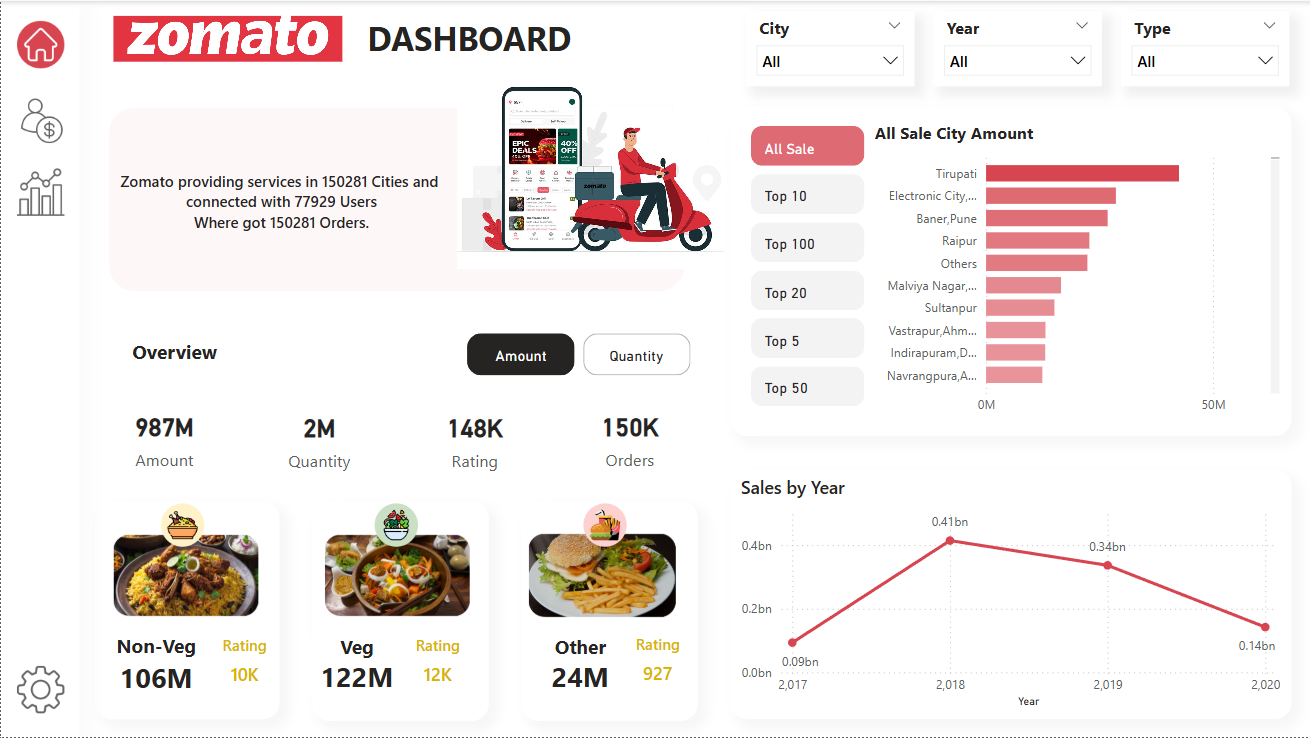 zomato DASHBOARD
City
All
Year
All
Type
All
Zomato providing services in 150281 Cities and
connected with 77929 Users
Where got 150281 Orders.
EPIC
DEALS
40%
OFF
zomato
All Sale
Top 10
Top 100
Top 20
Top 5
Top 50
All Sale City Amount
Tirupati
Electronic City,...
Baner,Pune
Raipur
Others
Malviya Nagar,...
Sultanpur
Vastrapur,Ahm...
Indirapuram,D...
Navrangpura,A...
0M
50M
Overview
Amount
Quantity
987M
Amount
2M
Quantity
148K
Rating
150K
Orders
Non-Veg
106M
Rating
10K
Veg
122M
Rating
12K
Other
24M
Rating
927
Sales by Year
0.4bn
0.2bn
0.0bn
0.09bn
0.41bn
0.34bn
0.14bn
2,017
2,018
2,019
2,020
Year